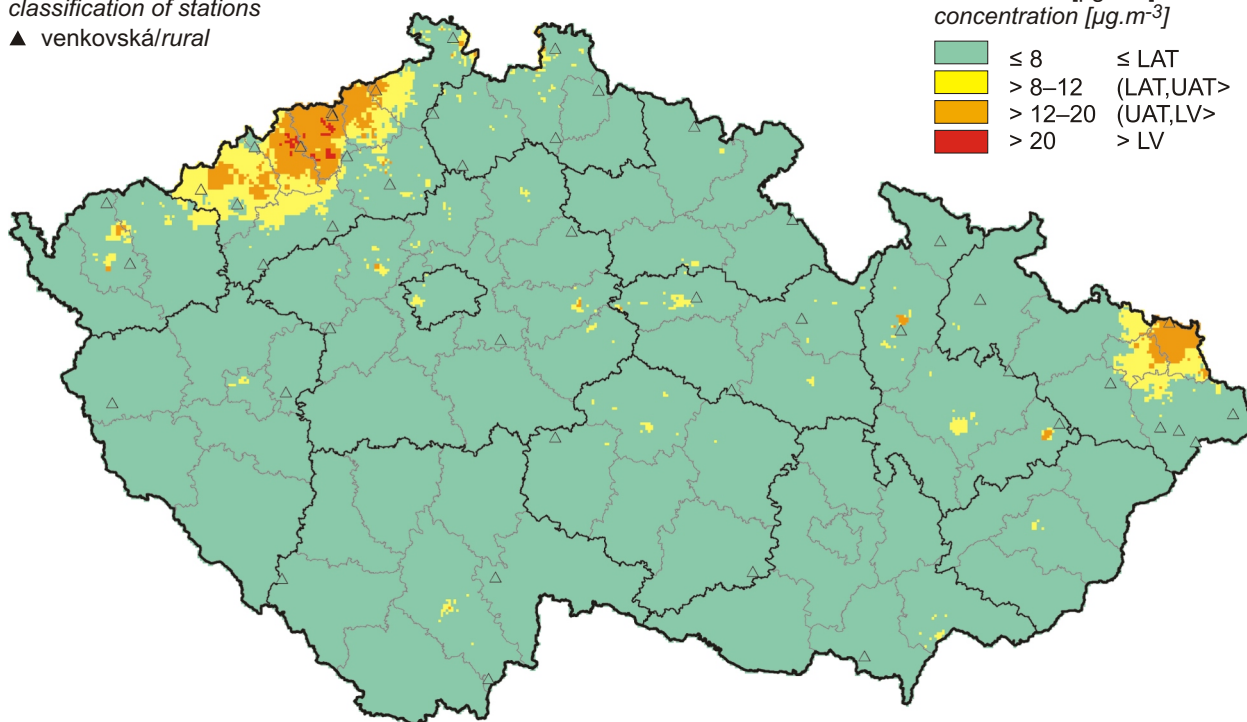 classification of stations
▲ venkovská/rural
concentration [µg.m-3]
≤ 8 ≤ LAT
> 8–12 (LAT,UAT>
> 12–20 (UAT,LV>
> 20 > LV